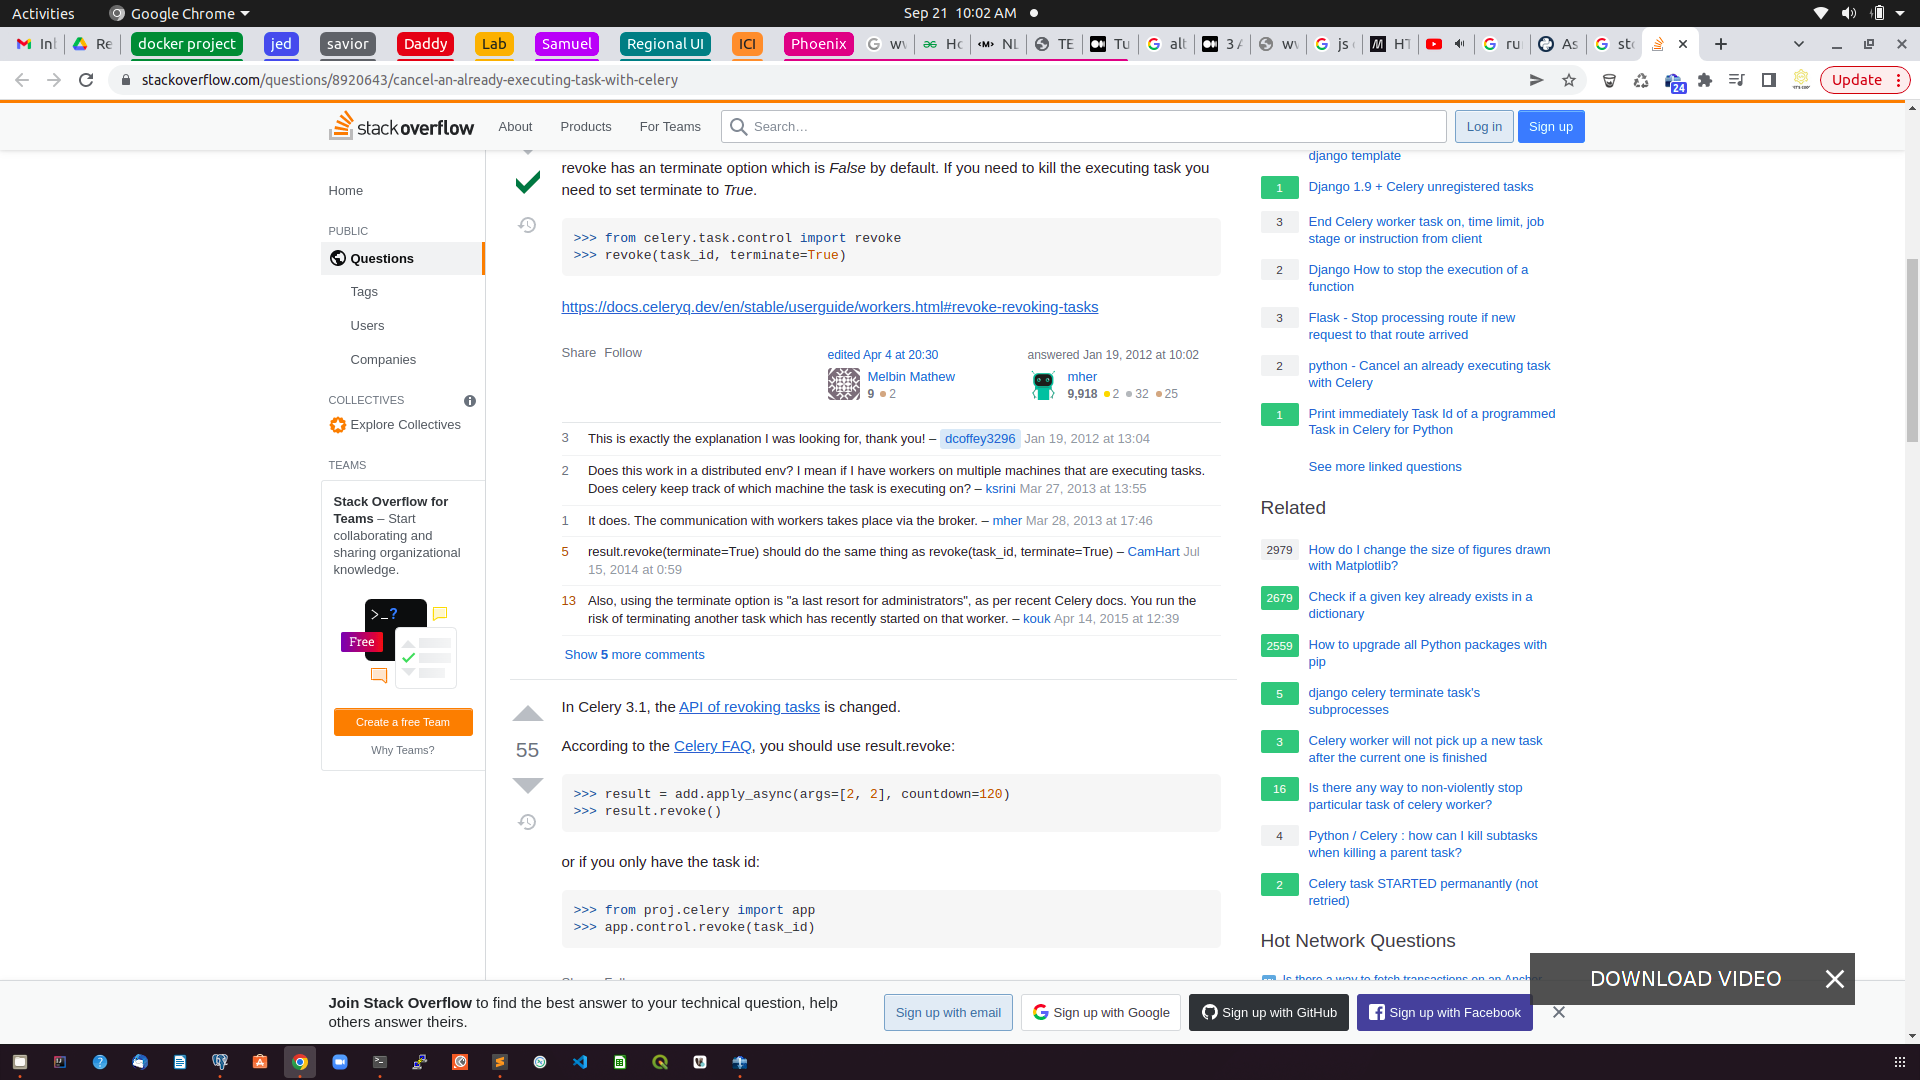 Activities
Google Chrome
Sep 21 10:02 AM
docker project
jed
savior
Daddy
Lab
Samuel
Regional UI
ICI
Phoenix
stackoverflow.com/questions/8920643/cancel-an-already-executing-task-with-celery
24
Update
stack overflow
About
Products
For Teams
Search…
Log in
Sign up
Home
PUBLIC
Questions
Tags
Users
Companies
COLLECTIVES
Explore Collectives
TEAMS
Stack Overflow for
Teams – Start
collaborating and
sharing organizational
knowledge.
>_?
Free
Create a free Team
Why Teams?
revoke has an terminate option which is False by default. If you need to kill the executing task you
need to set terminate to True.
>>> from celery.task.control import revoke
>>> revoke(task_id, terminate=True)
https://docs.celeryq.dev/en/stable/userguide/workers.html#revoke-revoking-tasks
Share Follow
edited Apr 4 at 20:30
Melbin Mathew
9 2
answered Jan 19, 2012 at 10:02
mher
9,918 2 32 25
3 This is exactly the explanation I was looking for, thank you! – dcoffey3296 Jan 19, 2012 at 13:04
2 Does this work in a distributed env? I mean if I have workers on multiple machines that are executing tasks.
Does celery keep track of which machine the task is executing on? – ksrini Mar 27, 2013 at 13:55
1 It does. The communication with workers takes place via the broker. – mher Mar 28, 2013 at 17:46
5 result.revoke(terminate=True) should do the same thing as revoke(task_id, terminate=True) – CamHart Jul
15, 2014 at 0:59
13 Also, using the terminate option is "a last resort for administrators", as per recent Celery docs. You run the
risk of terminating another task which has recently started on that worker. – kouk Apr 14, 2015 at 12:39
Show 5 more comments
55
In Celery 3.1, the API of revoking tasks is changed.
According to the Celery FAQ, you should use result.revoke:
>>> result = add.apply_async(args=[2, 2], countdown=120)
>>> result.revoke()
or if you only have the task id:
>>> from proj.celery import app
>>> app.control.revoke(task_id)
django template
1 Django 1.9 + Celery unregistered tasks
3 End Celery worker task on, time limit, job
stage or instruction from client
2 Django How to stop the execution of a
function
3 Flask - Stop processing route if new
request to that route arrived
2 python - Cancel an already executing task
with Celery
1 Print immediately Task Id of a programmed
Task in Celery for Python
See more linked questions
Related
2979 How do I change the size of figures drawn
with Matplotlib?
2679 Check if a given key already exists in a
dictionary
2559 How to upgrade all Python packages with
pip
5 django celery terminate task's
subprocesses
3 Celery worker will not pick up a new task
after the current one is finished
16 Is there any way to non-violently stop
particular task of celery worker?
4 Python / Celery : how can I kill subtasks
when killing a parent task?
2 Celery task STARTED permanantly (not
retried)
Hot Network Questions
DOWNLOAD VIDEO
Join Stack Overflow to find the best answer to your technical question, help
others answer theirs.
Sign up with email
Sign up with Google
Sign up with GitHub
Sign up with Facebook